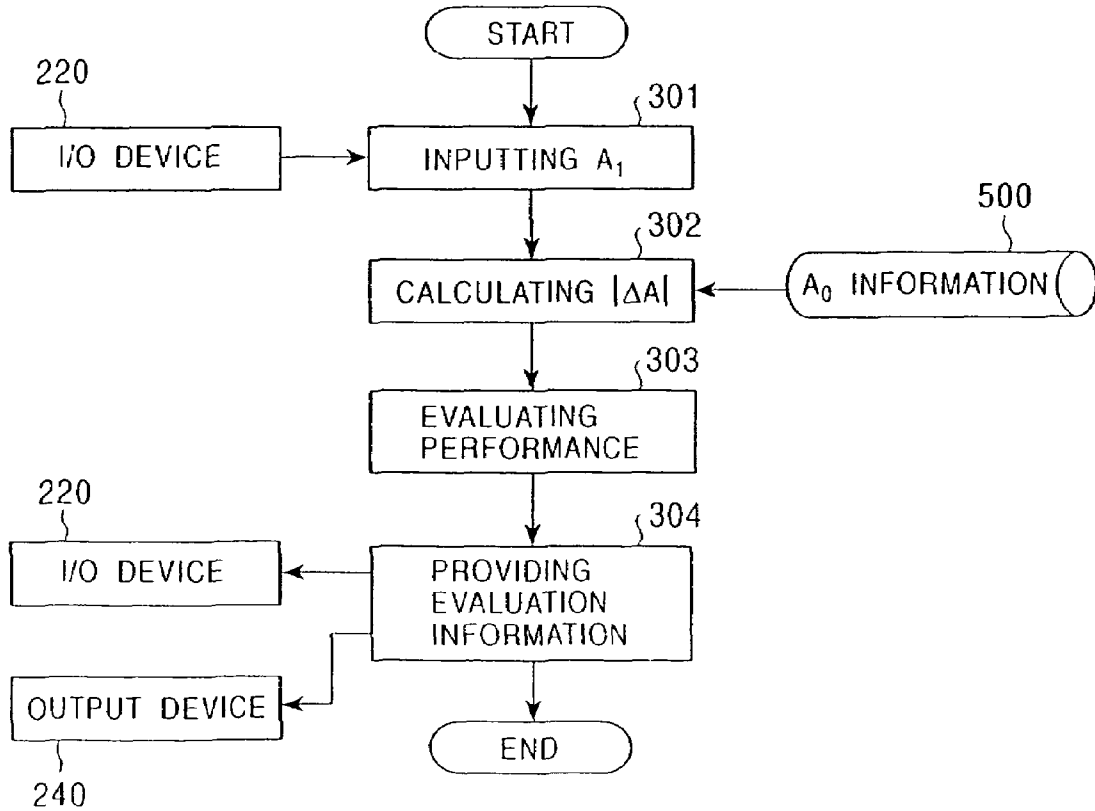 START
220
301
I/O DEVICE
INPUTTING A₁
302
500
CALCULATING |ΔA|
A₀ INFORMATION
303
EVALUATING
PERFORMANCE
220
304
I/O DEVICE
PROVIDING
EVALUATION
INFORMATION
OUTPUT DEVICE
240
END